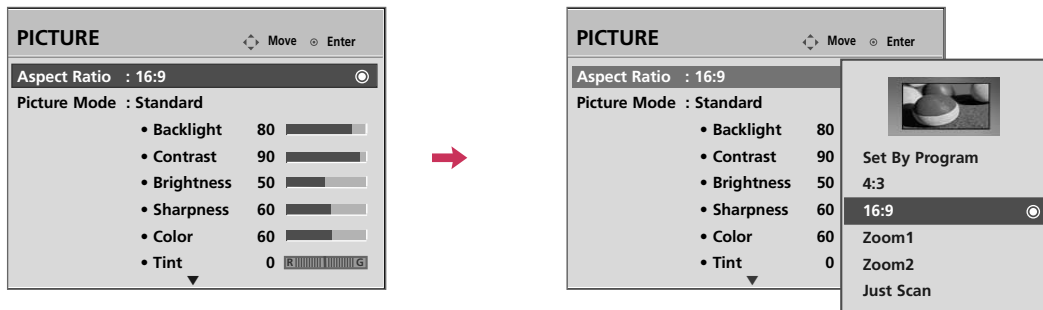 PICTURE
Move Enter
Aspect Ratio : 16:9
Picture Mode : Standard
• Backlight 80
• Contrast 90
• Brightness 50
• Sharpness 60
• Color 60
• Tint 0 R G
PICTURE
Move Enter
Aspect Ratio : 16:9
Picture Mode : Standard
• Backlight 80
• Contrast 90
• Brightness 50
• Sharpness 60
• Color 60
• Tint 0
Set By Program
4:3
16:9
Zoom1
Zoom2
Just Scan